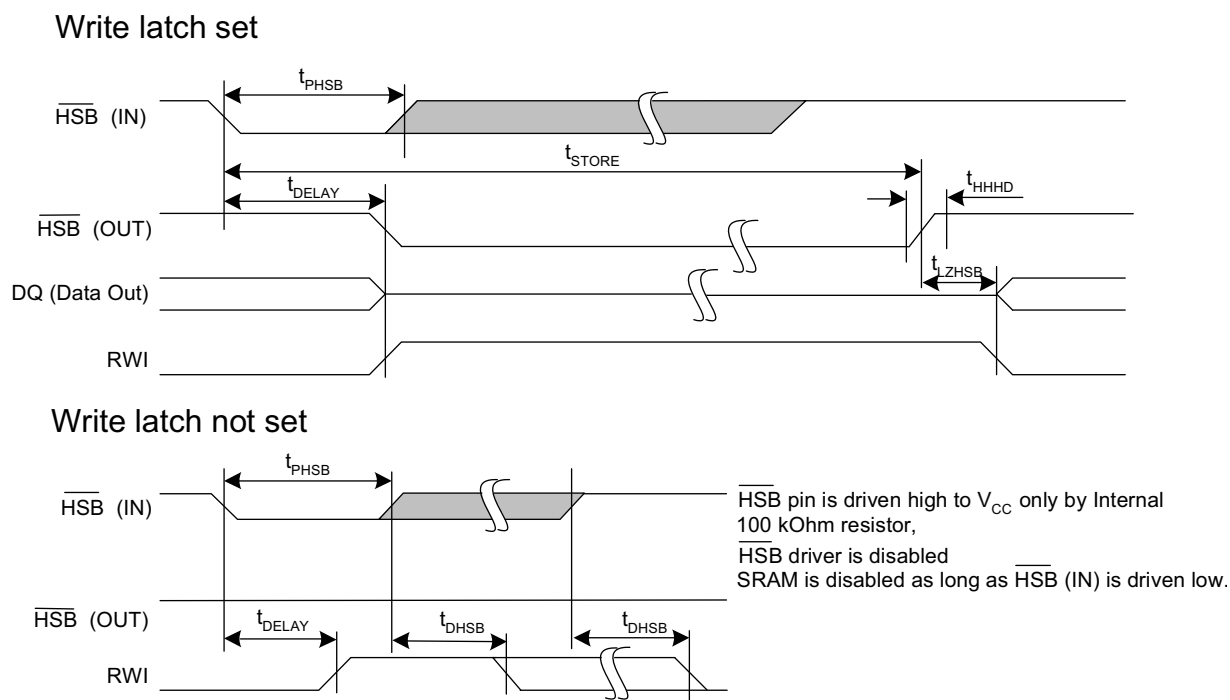 Write latch set
tPHSB
HSB (IN)
tSTORE
tDELAY
tHHHD
HSB (OUT)
tLZHSB
DQ (Data Out)
RWI
Write latch not set
tPHSB
HSB (IN)
HSB pin is driven high to VCC only by Internal
100 kOhm resistor,
HSB driver is disabled
SRAM is disabled as long as HSB (IN) is driven low.
HSB (OUT)
tDELAY
tDHSB
tDHSB
RWI